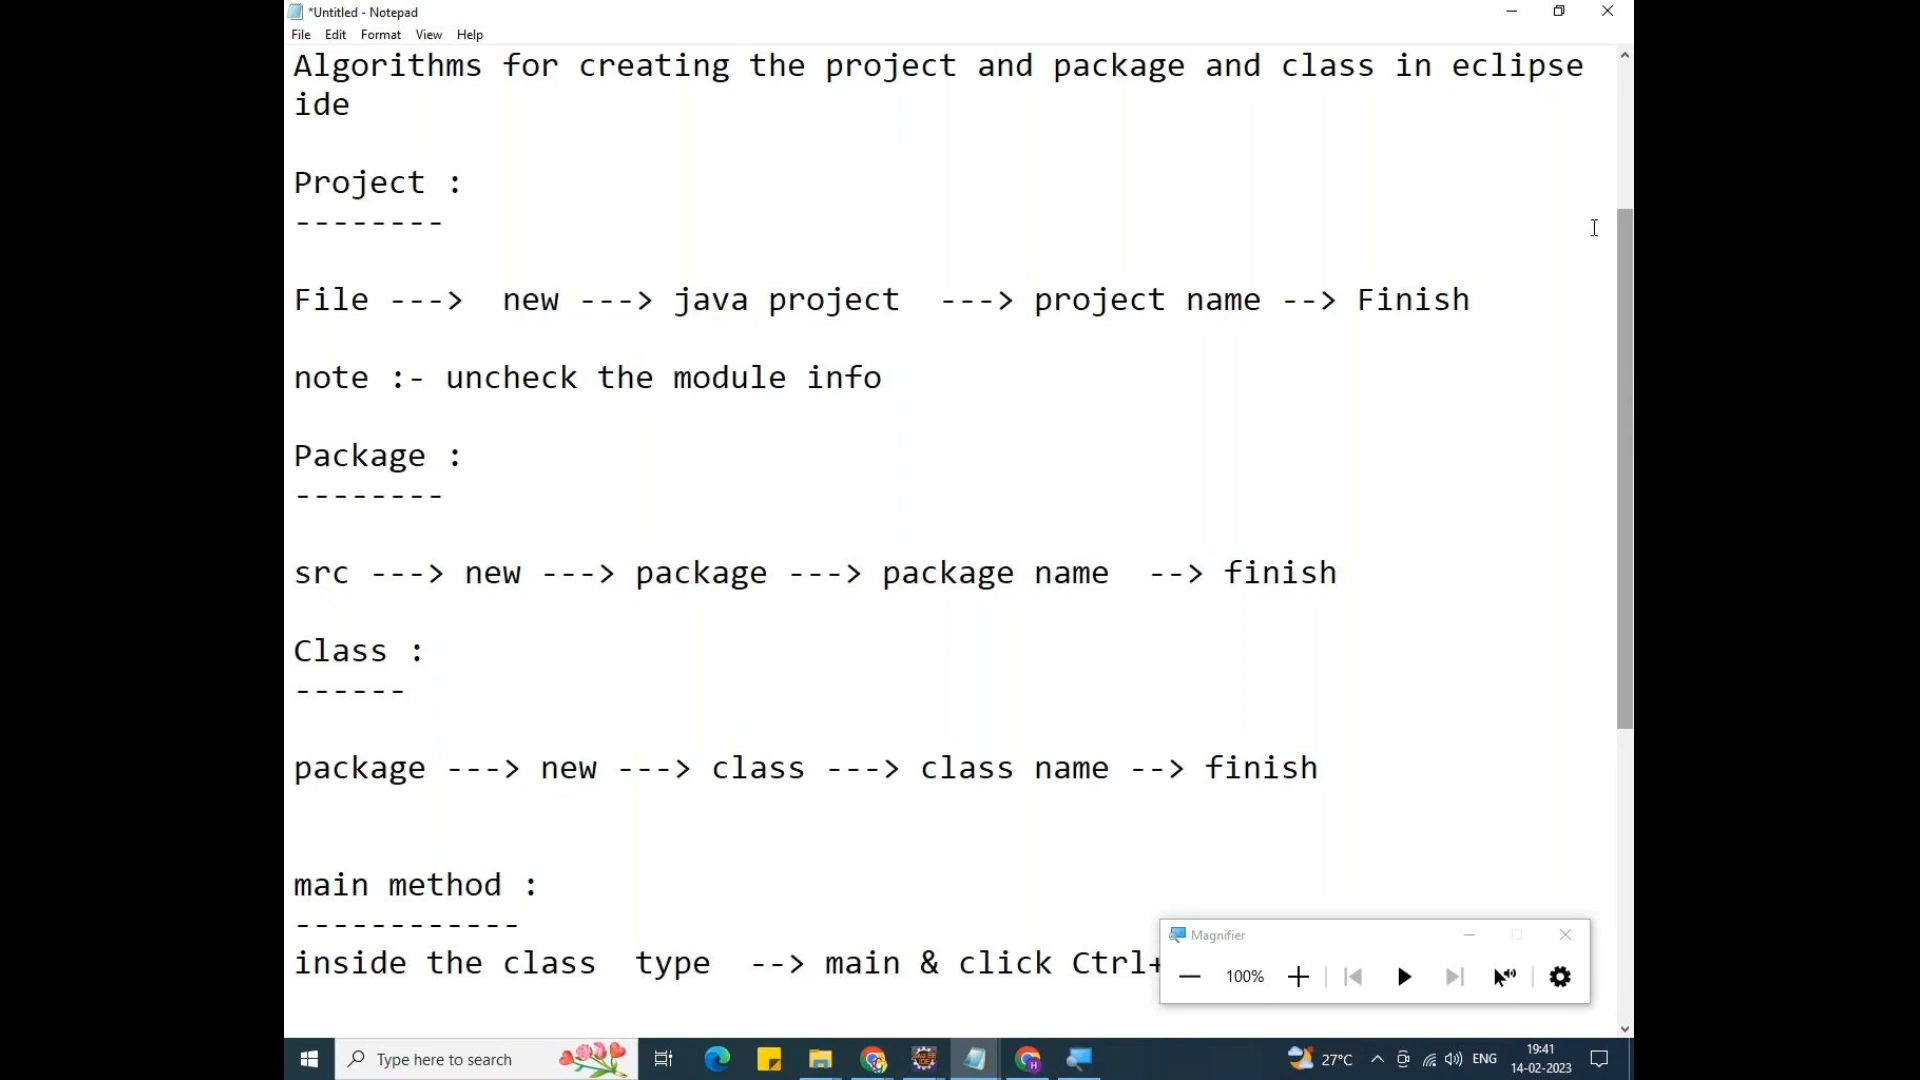 *Untitled - Notepad
File Edit Format View Help
Algorithms for creating the project and package and class in eclipse
ide
Project :
--------
File ---> new ---> java project ---> project name --> Finish
note :- uncheck the module info
Package :
--------
src ---> new ---> package ---> package name --> finish
Class :
------
package ---> new ---> class ---> class name --> finish
main method :
------------
inside the class type --> main & click Ctrl+
Magnifier
100%
Type here to search
27°C
ENG
19:41
14-02-2023